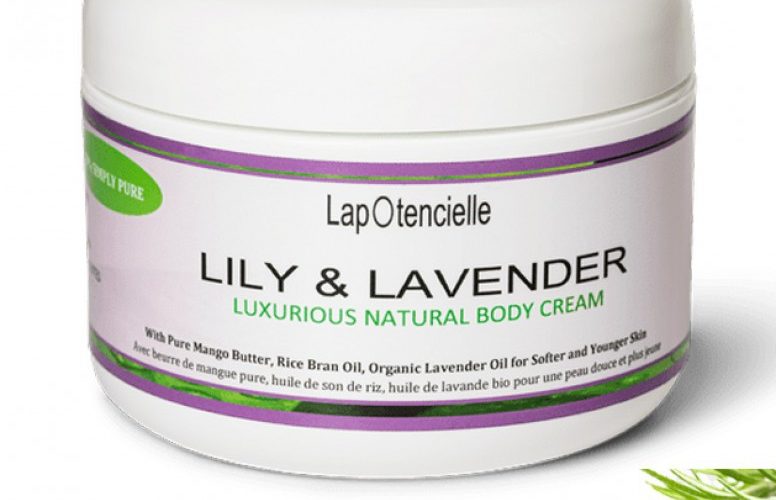 SIMPLY PURE
LapOtencielle
LILY & LAVENDER
LUXURIOUS NATURAL BODY CREAM
With Pure Mango Butter, Rice Bran Oil, Organic Lavender Oil for Softer and Younger Skin
Avec beurre de mangue pure, huile de son de riz, huile de lavande bio pour une peau douce et plus jeune